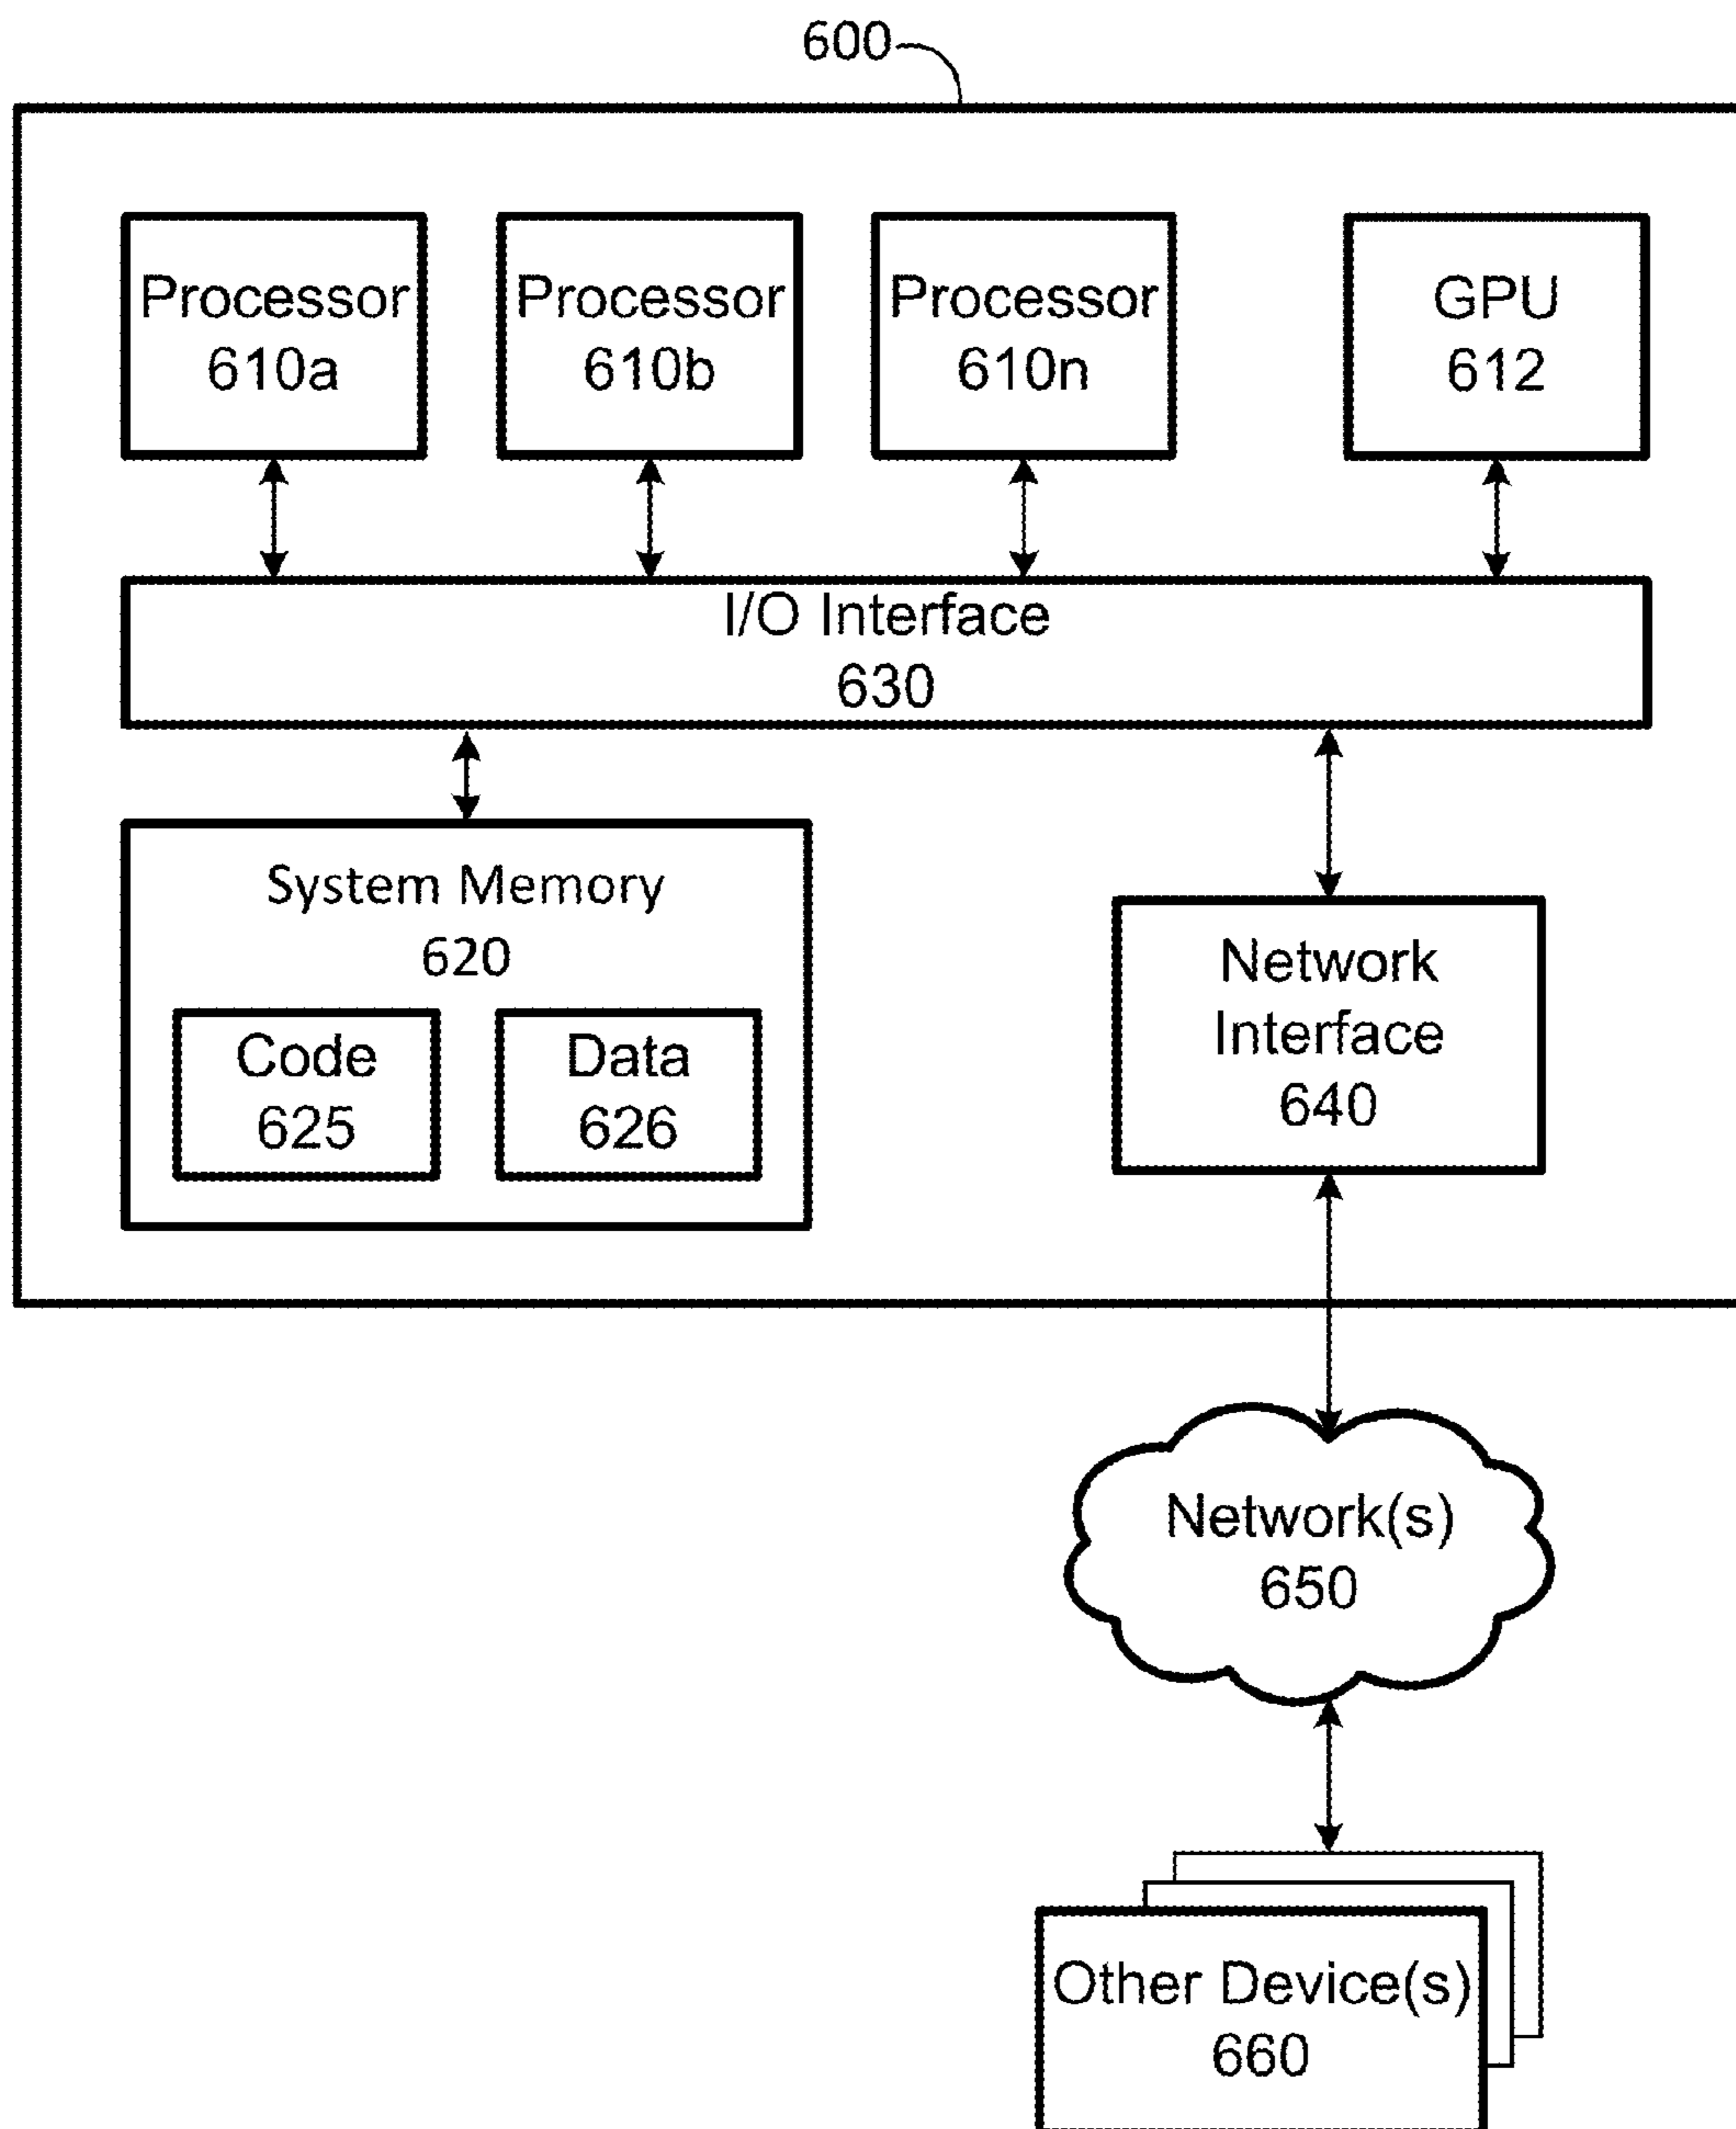 600
Processor
610a
Processor
610b
Processor
610n
GPU
612
I/O Interface
630
System Memory
620
Code
625
Data
626
Network
Interface
640
Network(s)
650
Other Device(s)
660